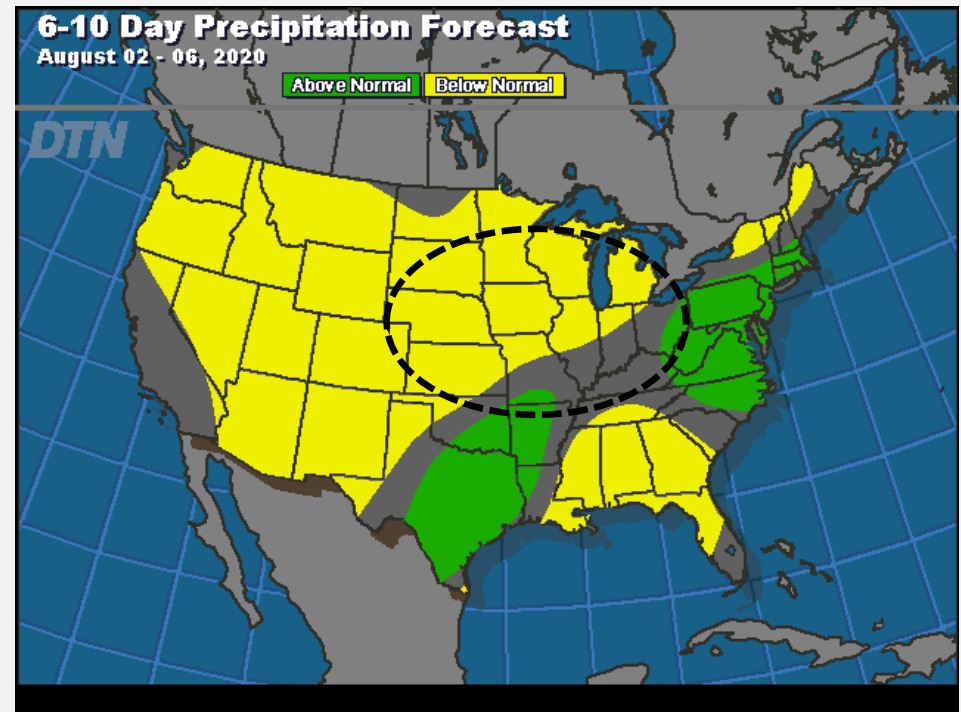 6-10 Day Precipitation Forecast
August 02 - 06, 2020
Above Normal Below Normal
DTN